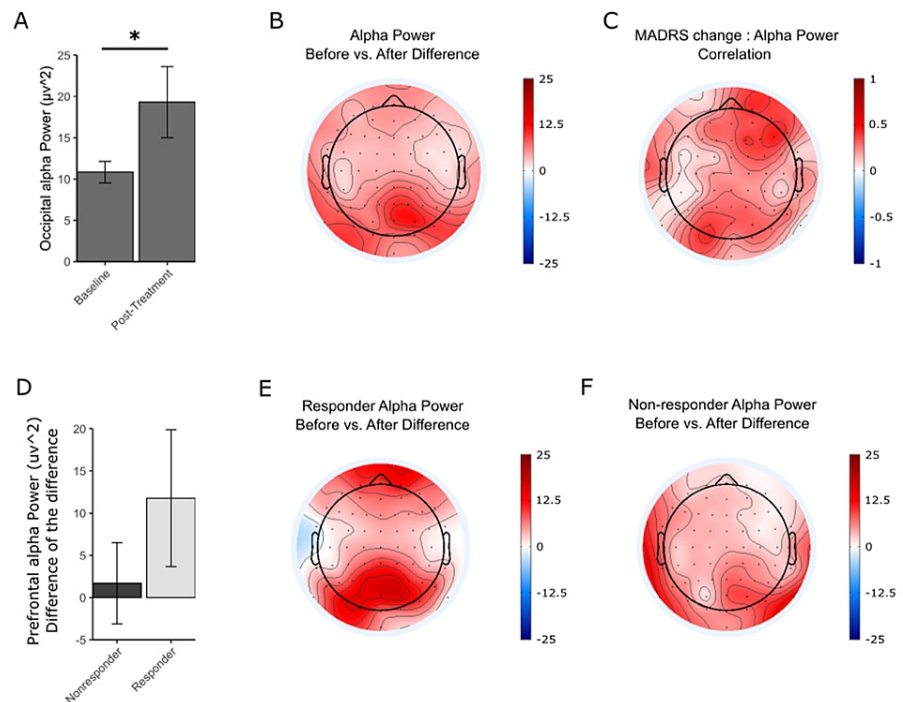 A
*
Occipital alpha Power (μv^2)
25
20
15
10
5
0
Baseline
Post-Treatment
B
Alpha Power
Before vs. After Difference
25
12.5
0
-12.5
-25
C
MADRS change : Alpha Power
Correlation
1
0.5
0
-0.5
-1
D
Prefrontal alpha Power (uv^2)
Difference of the difference
20
15
10
5
0
-5
Nonresponder
Responder
E
Responder Alpha Power
Before vs. After Difference
25
12.5
0
-12.5
-25
F
Non-responder Alpha Power
Before vs. After Difference
25
12.5
0
-12.5
-25